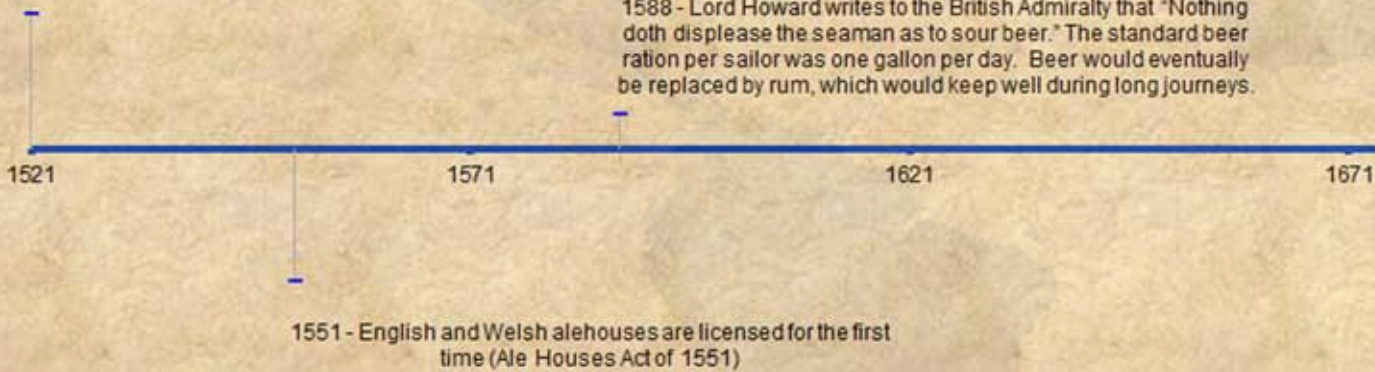 1588 - Lord Howard writes to the British Admiralty that "Nothing
doth displease the seaman as to sour beer." The standard beer
ration per sailor was one gallon per day. Beer would eventually
be replaced by rum, which would keep well during long journeys.
1521 1571 1621 1671
1551 - English and Welsh alehouses are licensed for the first
time (Ale Houses Act of 1551)